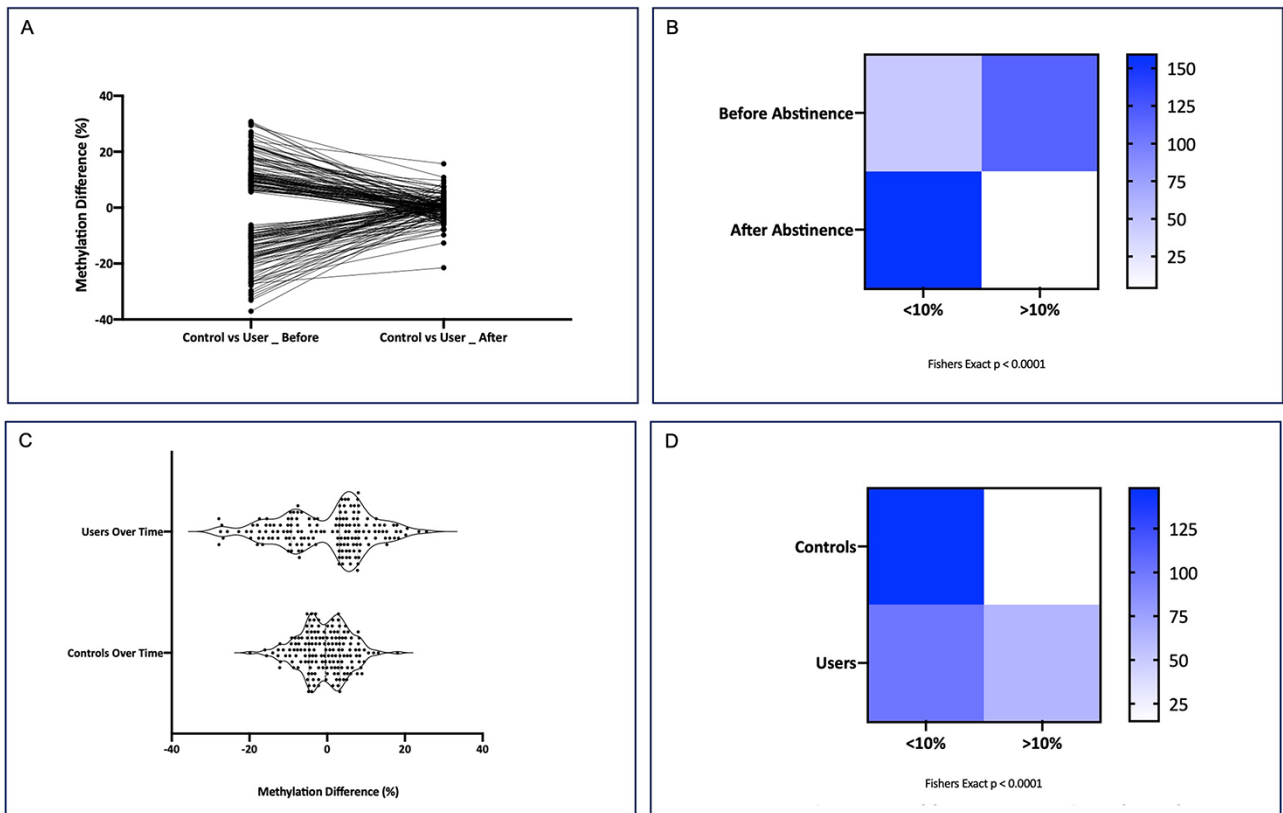 A
Methylation Difference (%)
40
20
0
-20
-40
Control vs User _ Before
Control vs User _ After
B
Before Abstinence
After Abstinence
<10%
>10%
150
125
100
75
50
25
Fishers Exact p < 0.0001
C
Users Over Time
Controls Over Time
-40
-20
0
20
40
Methylation Difference (%)
D
Controls
Users
<10%
>10%
125
100
75
50
25
Fishers Exact p < 0.0001